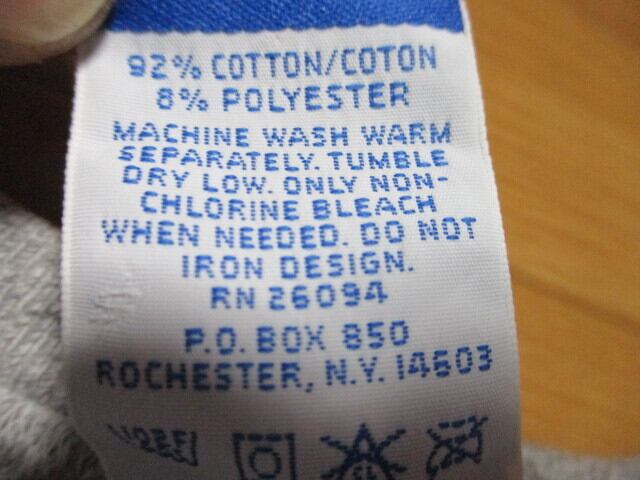 92% COTTON/COTON
8% POLYESTER
MACHINE WASH WARM
SEPARATELY. TUMBLE
DRY LOW. ONLY NON-
CHLORINE BLEACH
WHEN NEEDED. DO NOT
IRON DESIGN.
RN 26094
P.O. BOX 850
ROCHESTER, N.Y. 14603